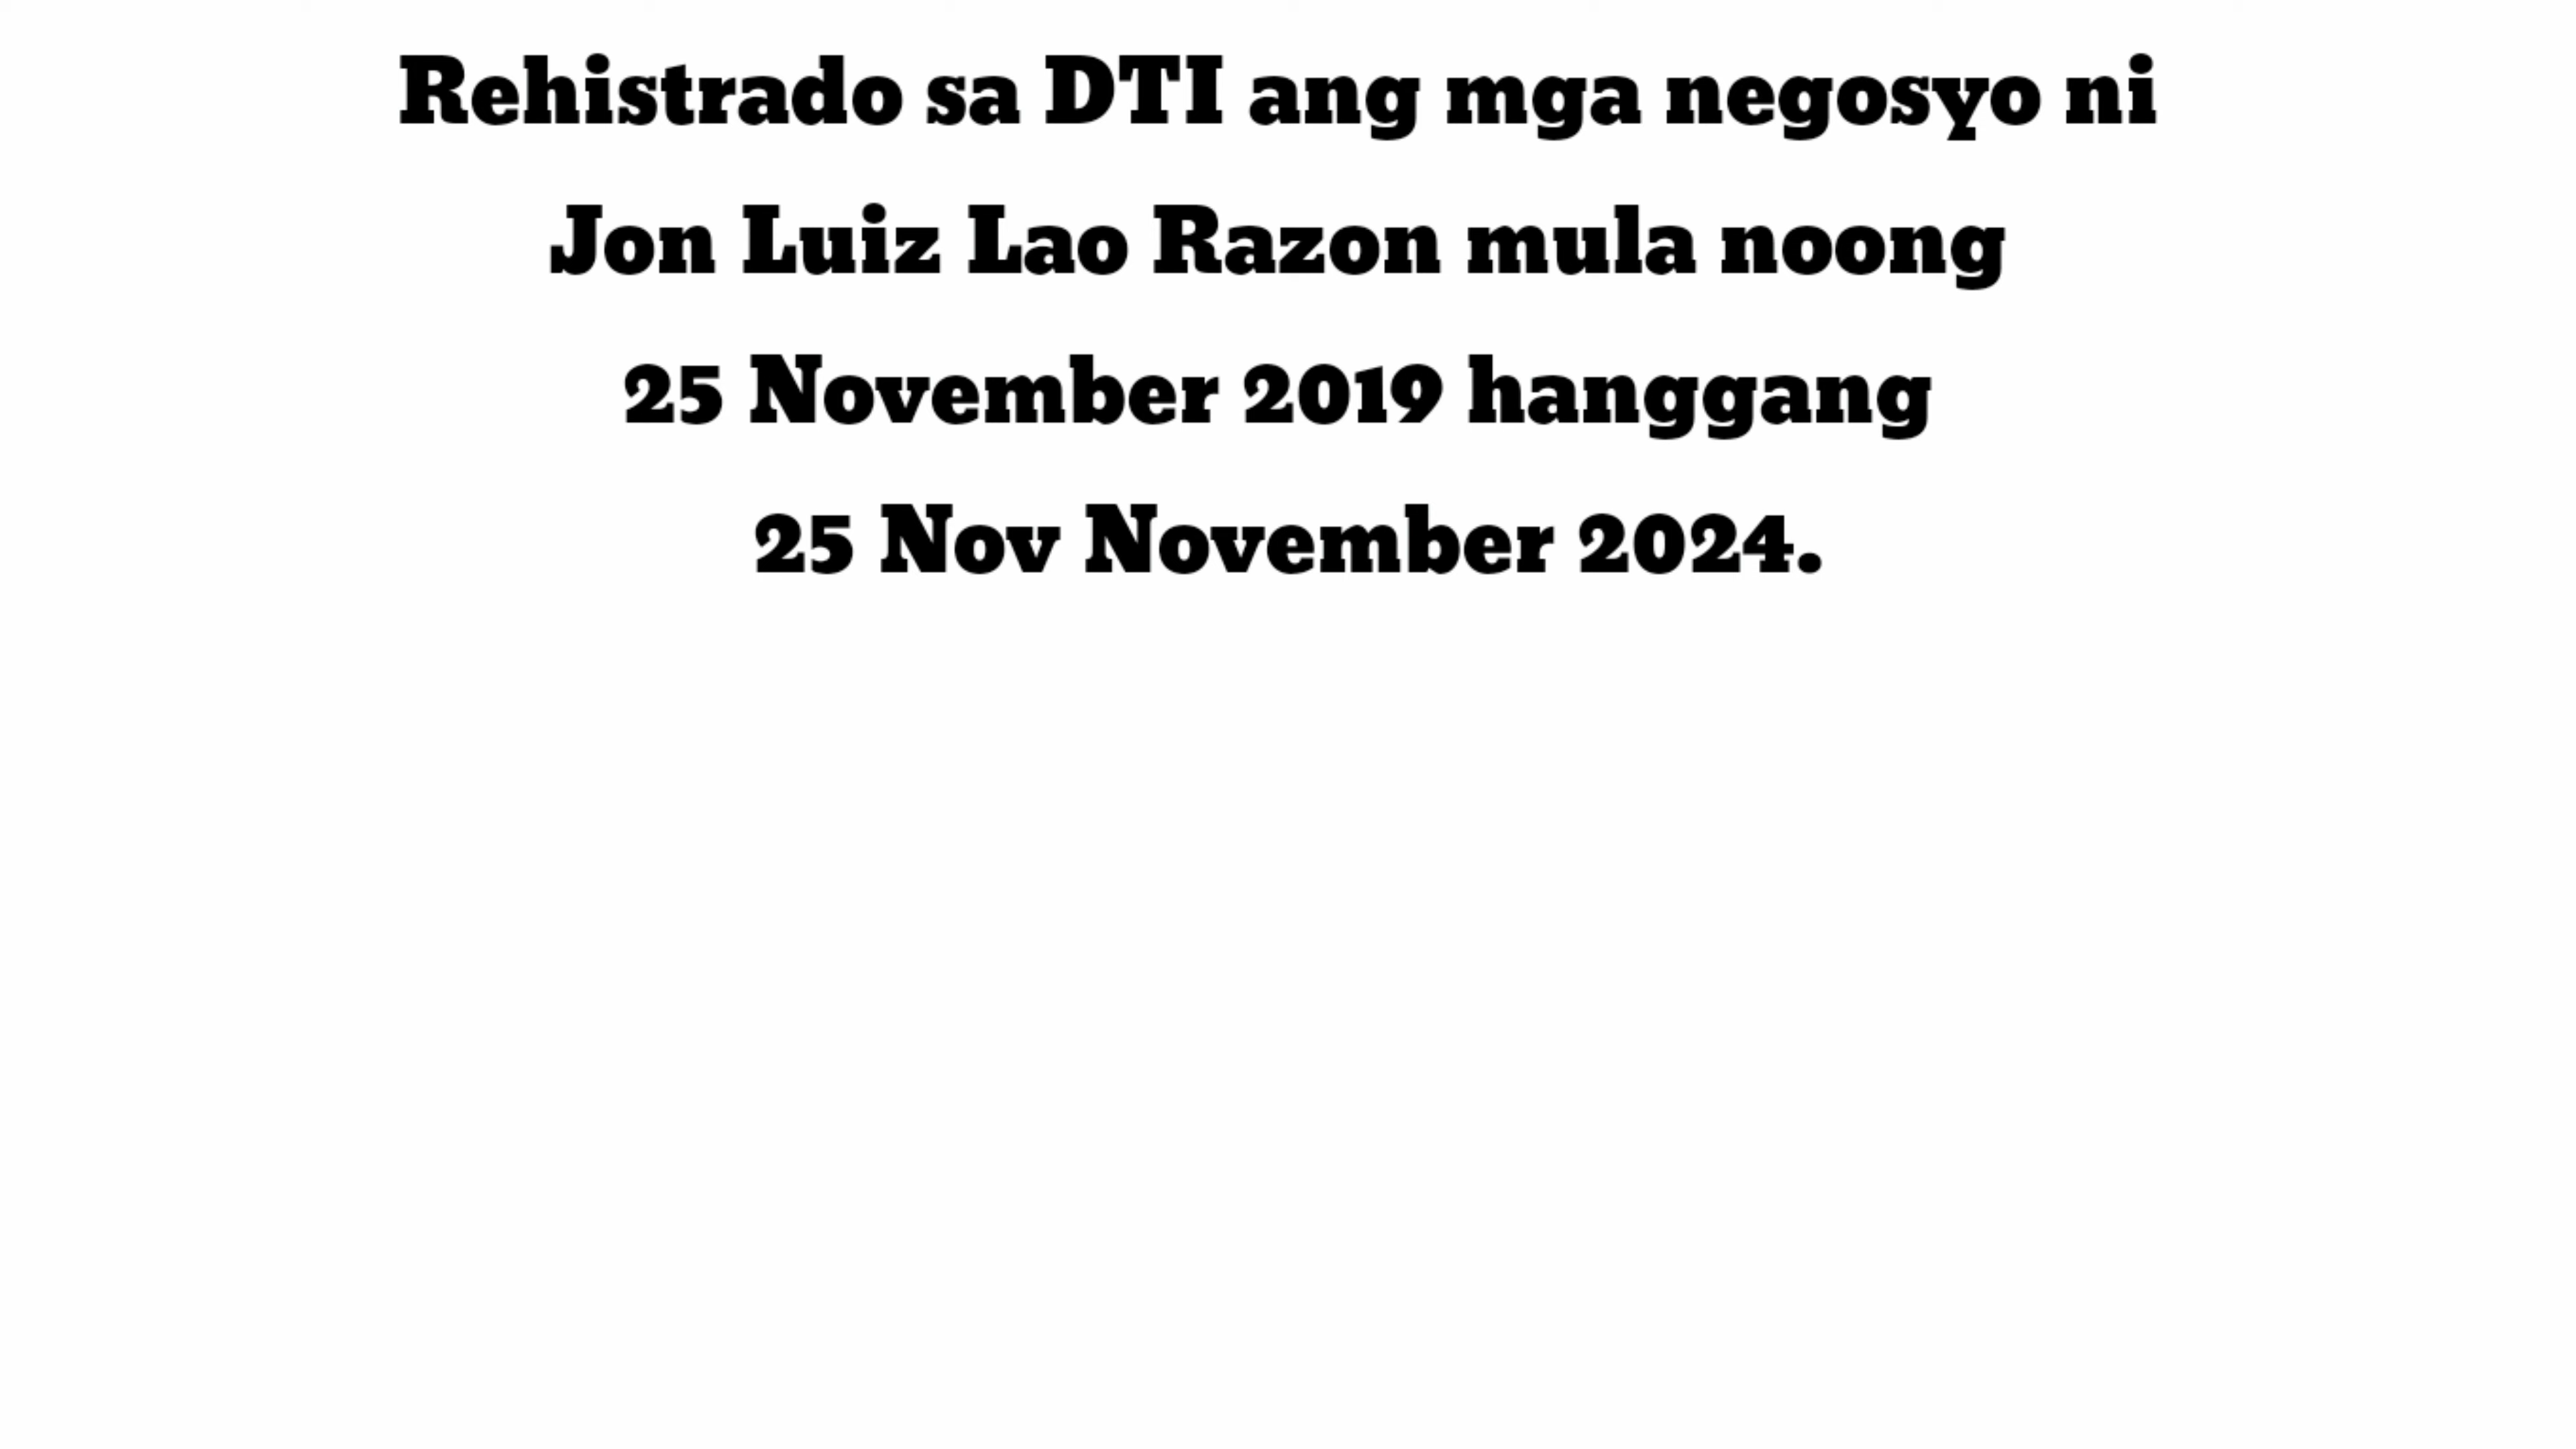 Rehistrado sa DTI ang mga negosyo ni
Jon Luiz Lao Razon mula noong
25 November 2019 hanggang
25 Nov November 2024.